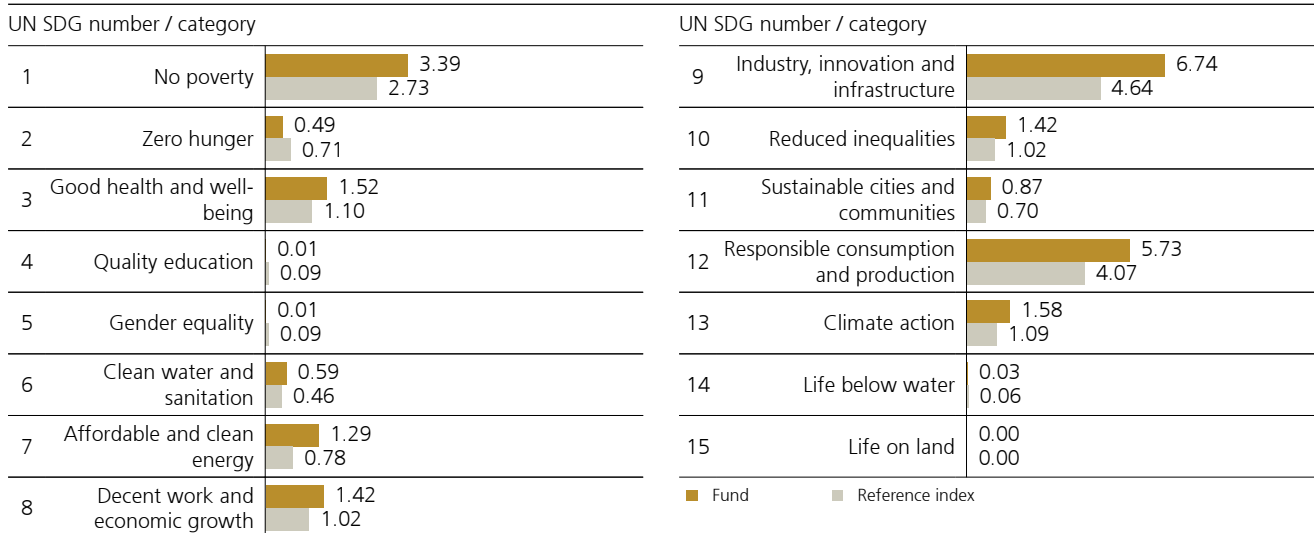 UN SDG number / category
1 No poverty 3.39
2.73
2 Zero hunger 0.49
0.71
3 Good health and well-
being 1.52
1.10
4 Quality education 0.01
0.09
5 Gender equality 0.01
0.09
6 Clean water and
sanitation 0.59
0.46
7 Affordable and clean
energy 1.29
0.78
8 Decent work and
economic growth 1.42
1.02
UN SDG number / category
9 Industry, innovation and
infrastructure 6.74
4.64
10 Reduced inequalities 1.42
1.02
11 Sustainable cities and
communities 0.87
0.70
12 Responsible consumption
and production 5.73
4.07
13 Climate action 1.58
1.09
14 Life below water 0.03
0.06
15 Life on land 0.00
0.00
Fund Reference index